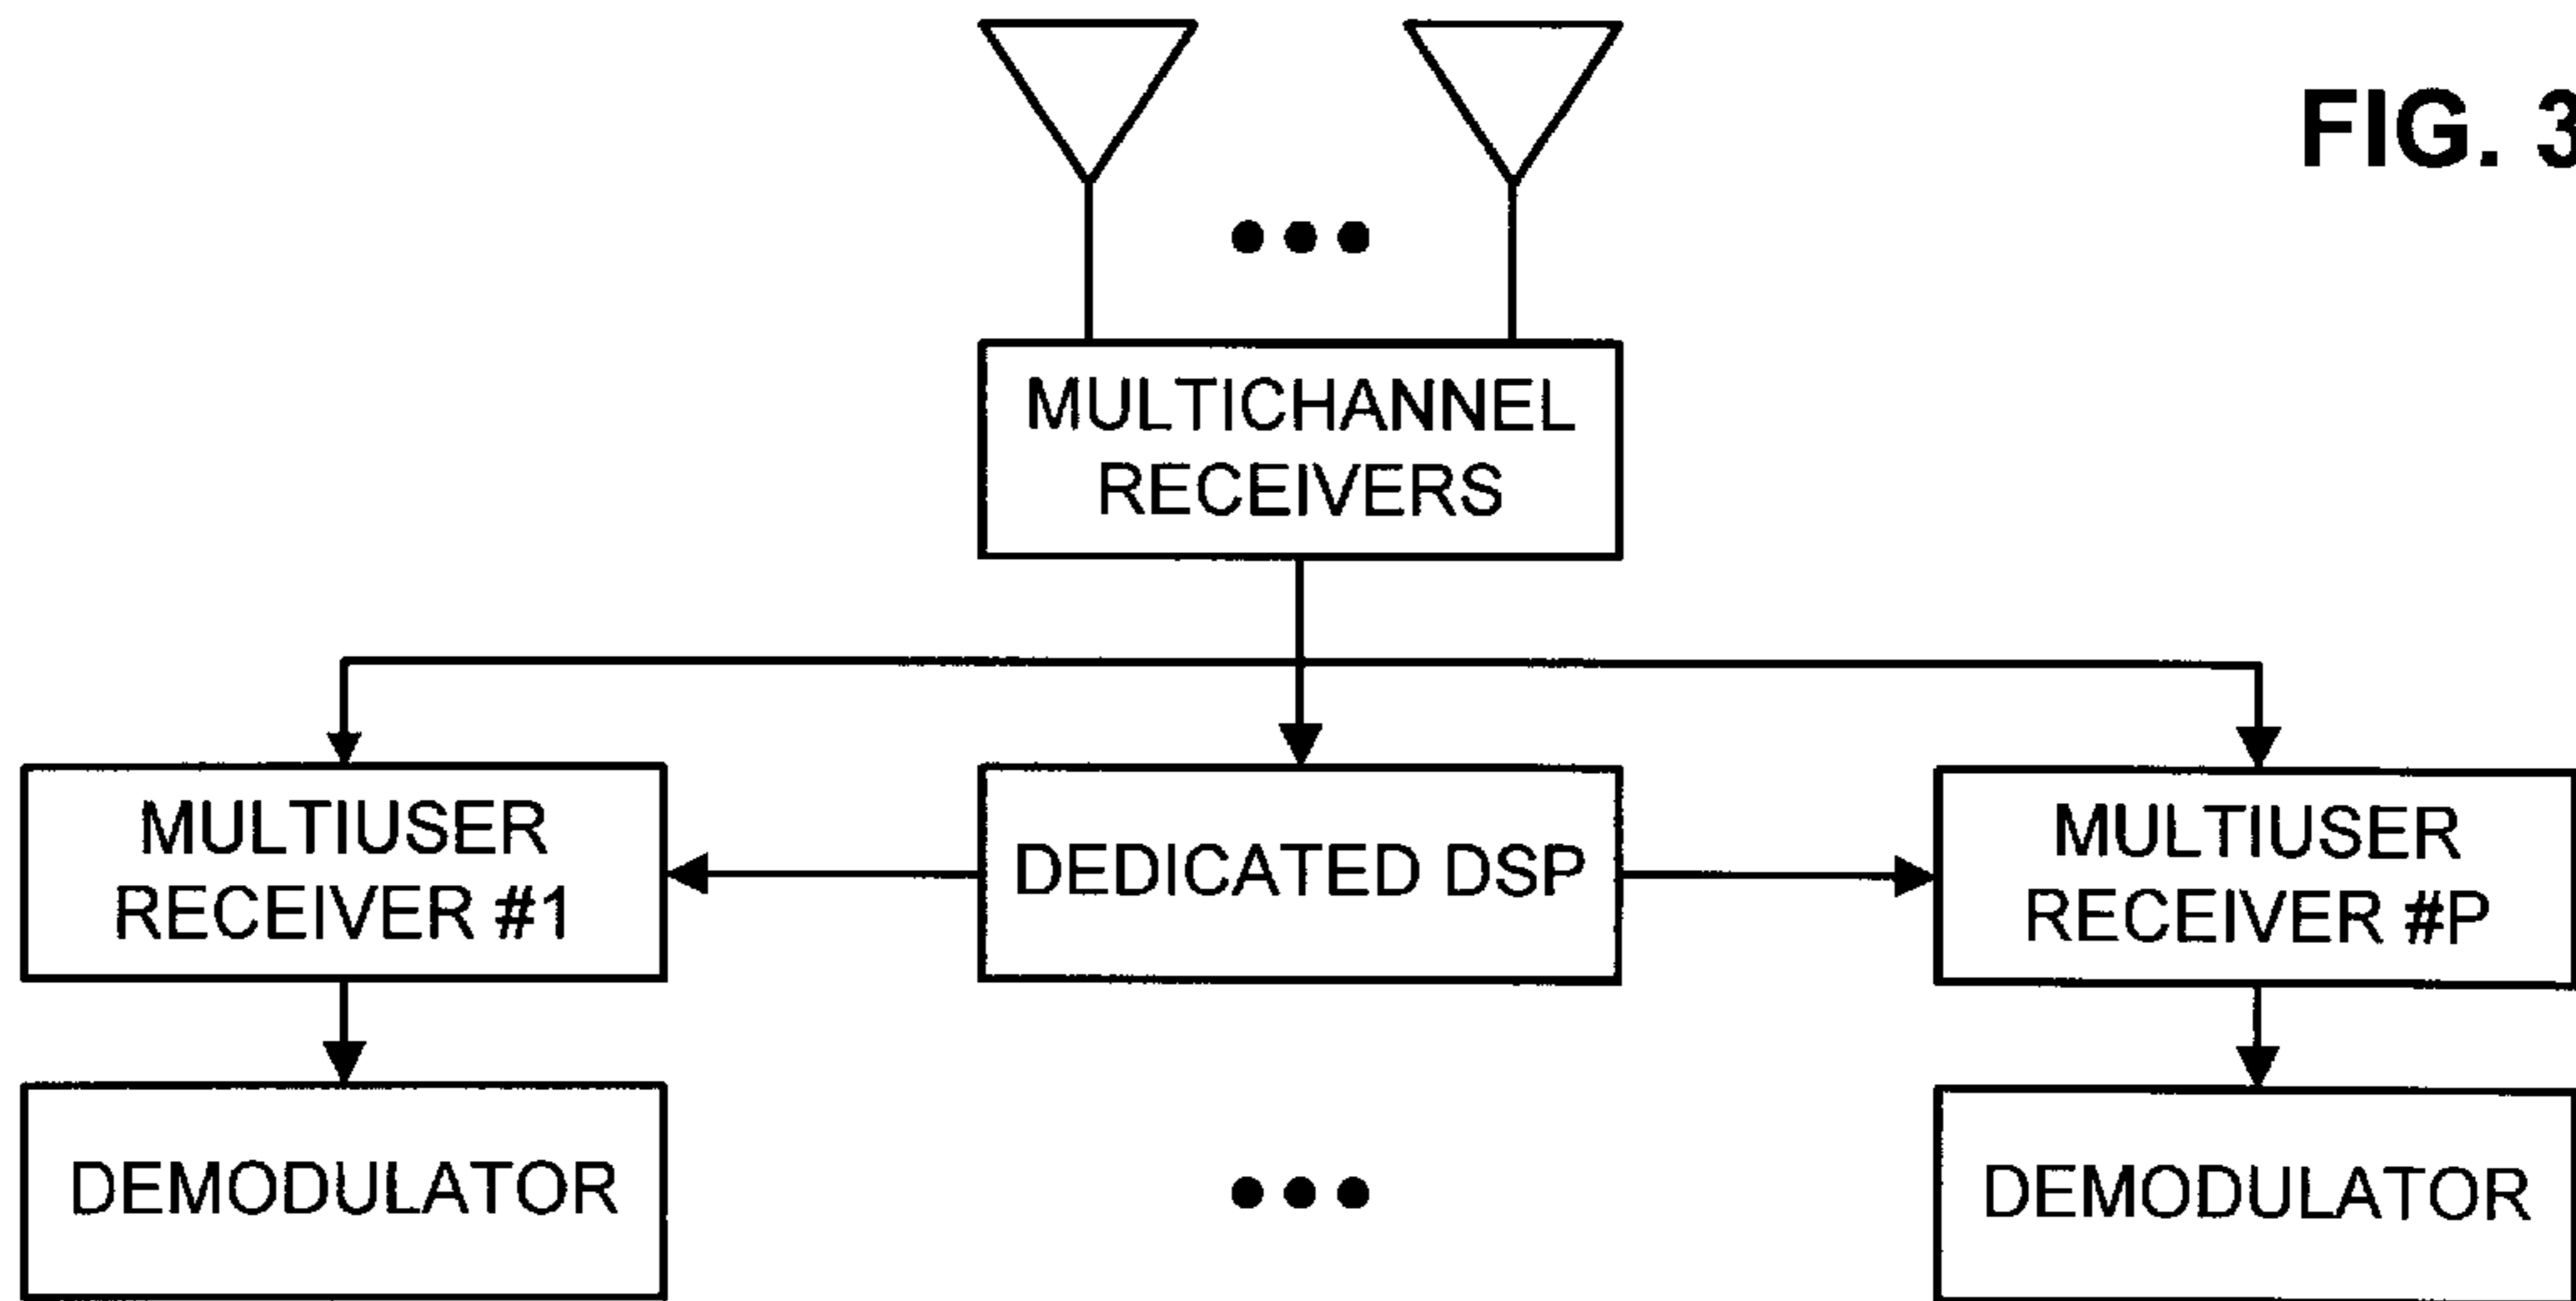 FIG. 3
MULTICHANNEL
RECEIVERS
MULTIUSER
RECEIVER #1
DEDICATED DSP
MULTIUSER
RECEIVER #P
DEMODULATOR
DEMODULATOR